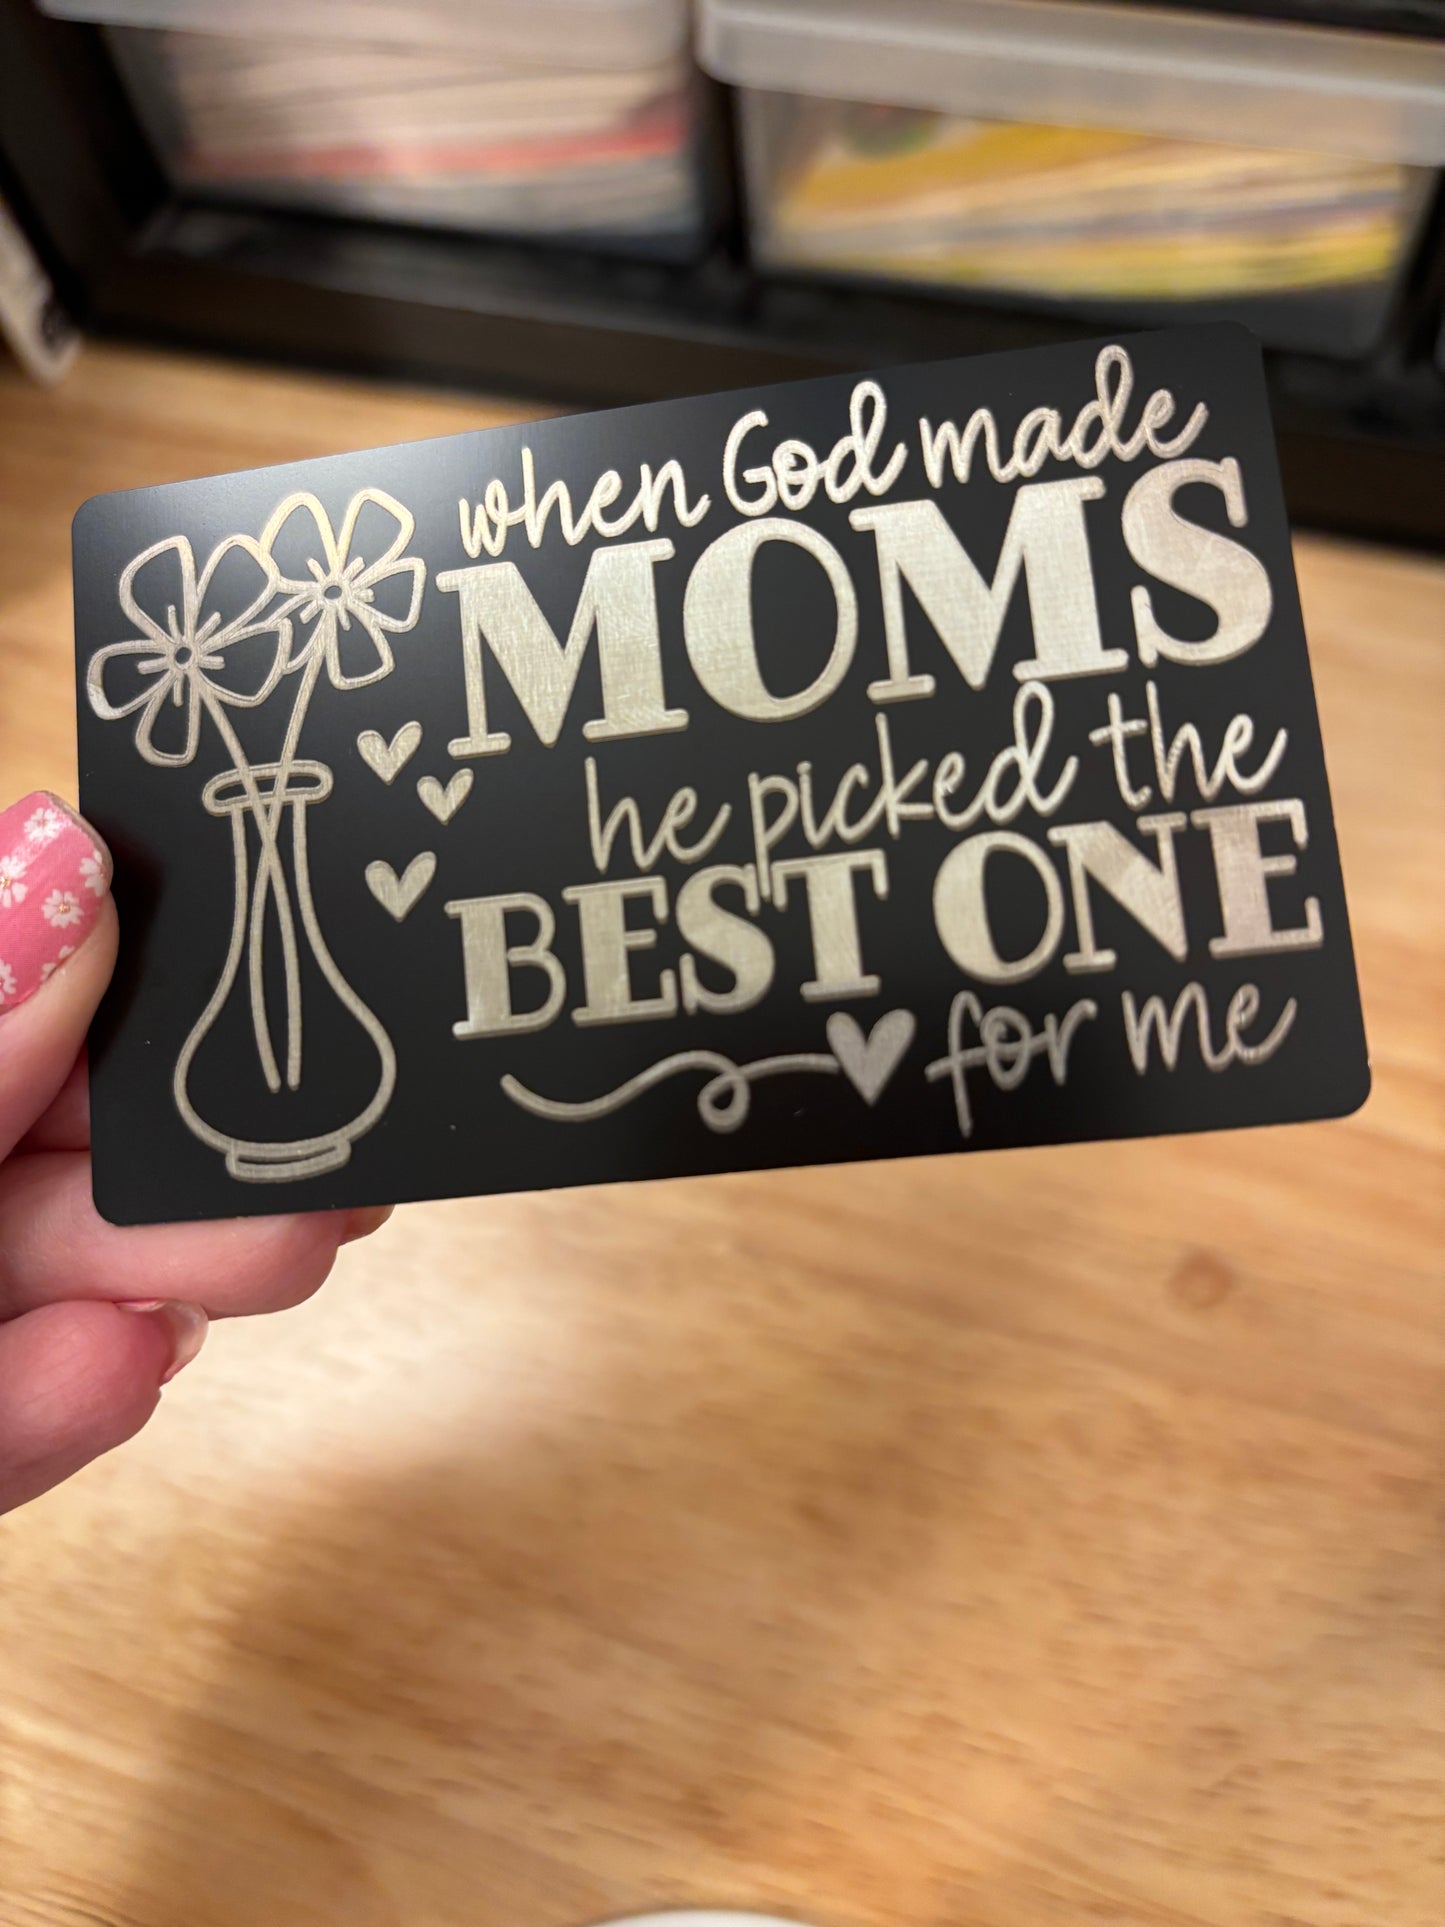 when God made
MOMS
he picked the
BEST ONE
for me